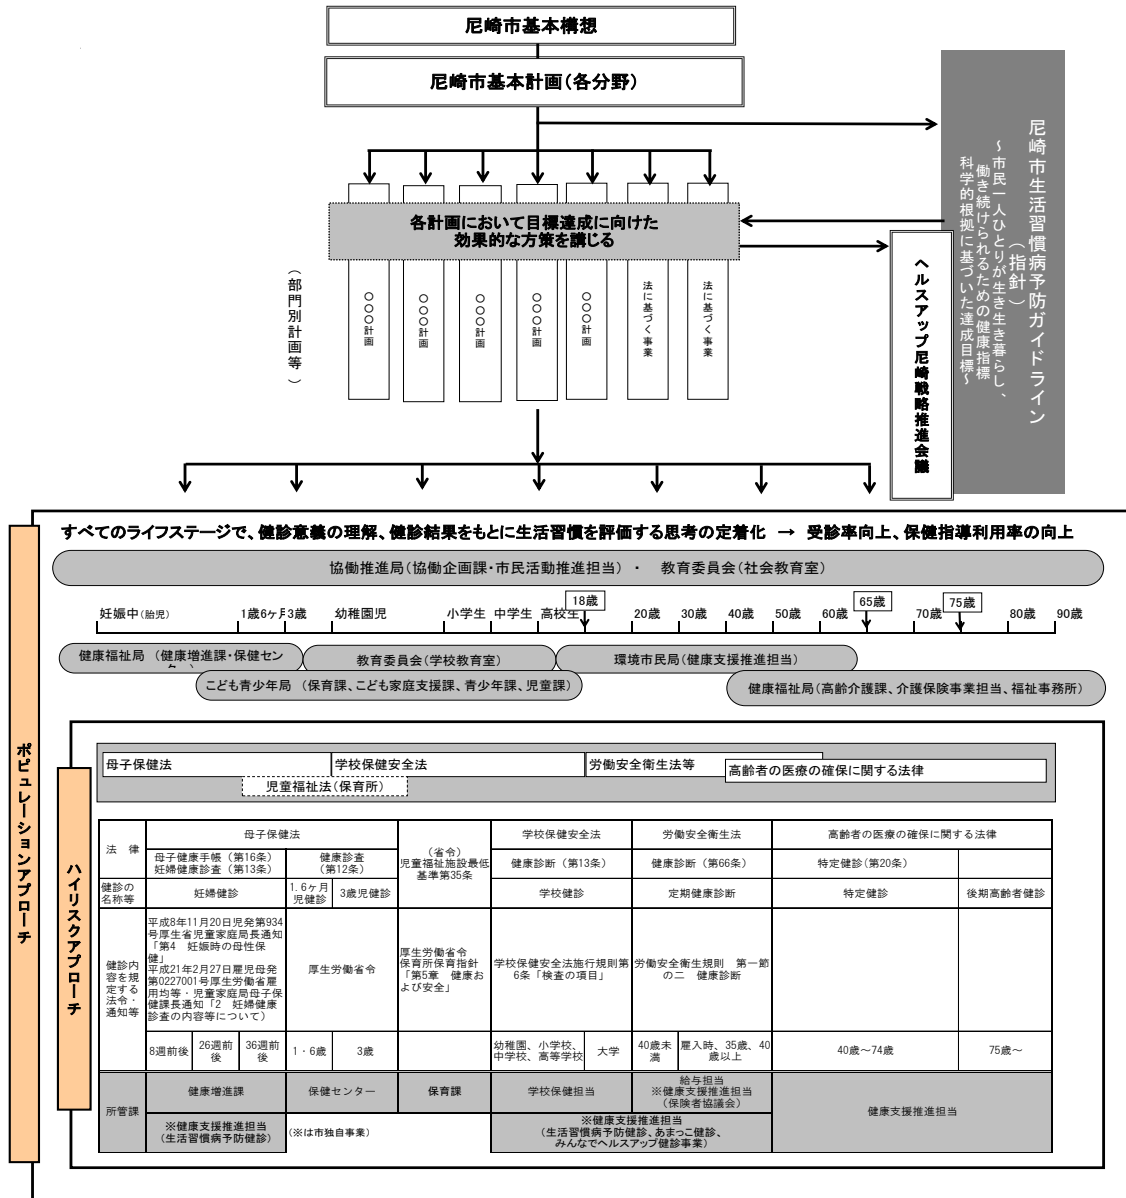 尼崎市基本構想
尼崎市基本計画（各分野）
尼崎市生活習慣病予防ガイドライン
（指針）
～市民一人ひとりが生き生き暮らし、
働き続けられるための健康指標
科学的根拠に基づいた達成目標～
各計画において目標達成に向けた
効果的な方策を講じる
ヘルスアップ尼崎戦略推進会議
（部門別計画等）
〇〇〇計画
〇〇〇計画
〇〇〇計画
〇〇〇計画
〇〇〇計画
法に基づく事業
法に基づく事業
ポピュレーションアプローチ
すべてのライフステージで、健診意義の理解、健診結果をもとに生活習慣を評価する思考の定着化 → 受診率向上、保健指導利用率の向上
協働推進局（協働企画課・市民活動推進担当） ・ 教育委員会（社会教育室）
妊娠中（胎児）
1歳6ヶ月
3歳
幼稚園児
小学生
中学生
高校生
18歳
20歳
30歳
40歳
50歳
60歳
65歳
70歳
75歳
80歳
90歳
健康福祉局 （健康増進課・保健セン
教育委員会（学校教育室）
環境市民局（健康支援推進担当）
こども青少年局 （保育課、こども家庭支援課、青少年課、児童課）
健康福祉局（高齢介護課、介護保険事業担当、福祉事務所）
ハイリスクアプローチ
母子保健法
学校保健安全法
労働安全衛生法等
高齢者の医療の確保に関する法律
児童福祉法（保育所）
法 律
母子保健法
（省令）
児童福祉施設最低
基準第35条
学校保健安全法
労働安全衛生法
高齢者の医療の確保に関する法律
母子健康手帳（第16条）
妊婦健康診査（第13条）
健康診査
（第12条）
健康診断（第13条）
健康診断（第66条）
特定健診（第20条）
健診の
名称等
妊婦健診
1.6ヶ月
児健診
3歳児健診
学校健診
定期健康診断
特定健診
後期高齢者健診
健診内
容を規
定する
法令・
通知等
平成8年11月20日児発第934
号厚生省児童家庭局長通知
「第4 妊娠時の母性保
健」
平成21年2月27日雇児母発
第0227001号厚生労働省雇
用均等・児童家庭局母子保
健課長通知「2 妊婦健康
診査の内容等について）
厚生労働省令
厚生労働省令
保育所保育指針
「第5章 健康お
よび安全」
学校保健安全法施行規則第
6条「検査の項目」
労働安全衛生規則 第一節
の二 健康診断
8週前後
26週前
後
36週前
後
1・6歳
3歳
幼稚園、小学校、
中学校、高等学校
大学
40歳未
満
雇入時、35歳、40
歳以上
40歳～74歳
75歳～
所管課
健康増進課
保健センター
保育課
学校保健担当
給与担当
※健康支援推進担当
（保険者協議会）
健康支援推進担当
※健康支援推進担当
（生活習慣病予防健診）
（※は市独自事業）
※健康支援推進担当
（生活習慣病予防健診、あまっこ健診、
みんなでヘルスアップ健診事業）